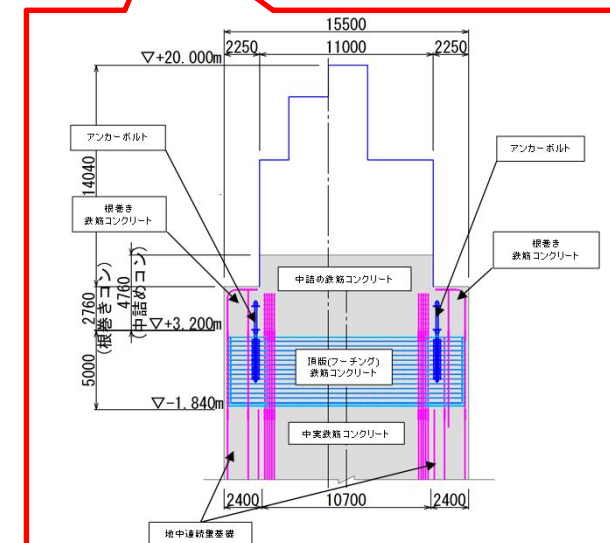 15500
2250
11000
2250
▽+20.000m
アンカーボルト
アンカーボルト
14040
根巻き
鉄筋コンクリート
根巻き
鉄筋コンクリート
中詰め鉄筋コンクリート
2760
(根巻きコン)
4760
(中詰めコン)
▽+3.200m
頂版(フーチング)
鉄筋コンクリート
5000
▽-1.840m
中実鉄筋コンクリート
2400
10700
2400
地中連続壁基礎